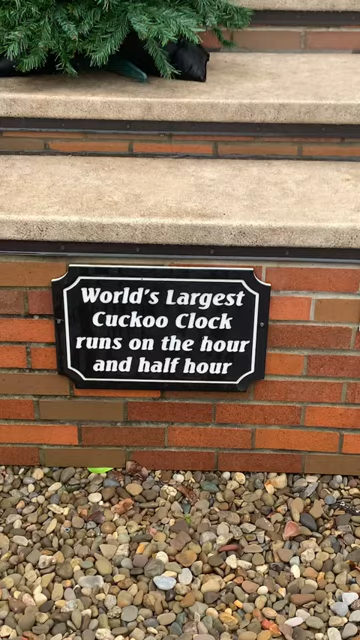 World's Largest
Cuckoo Clock
runs on the hour
and half hour